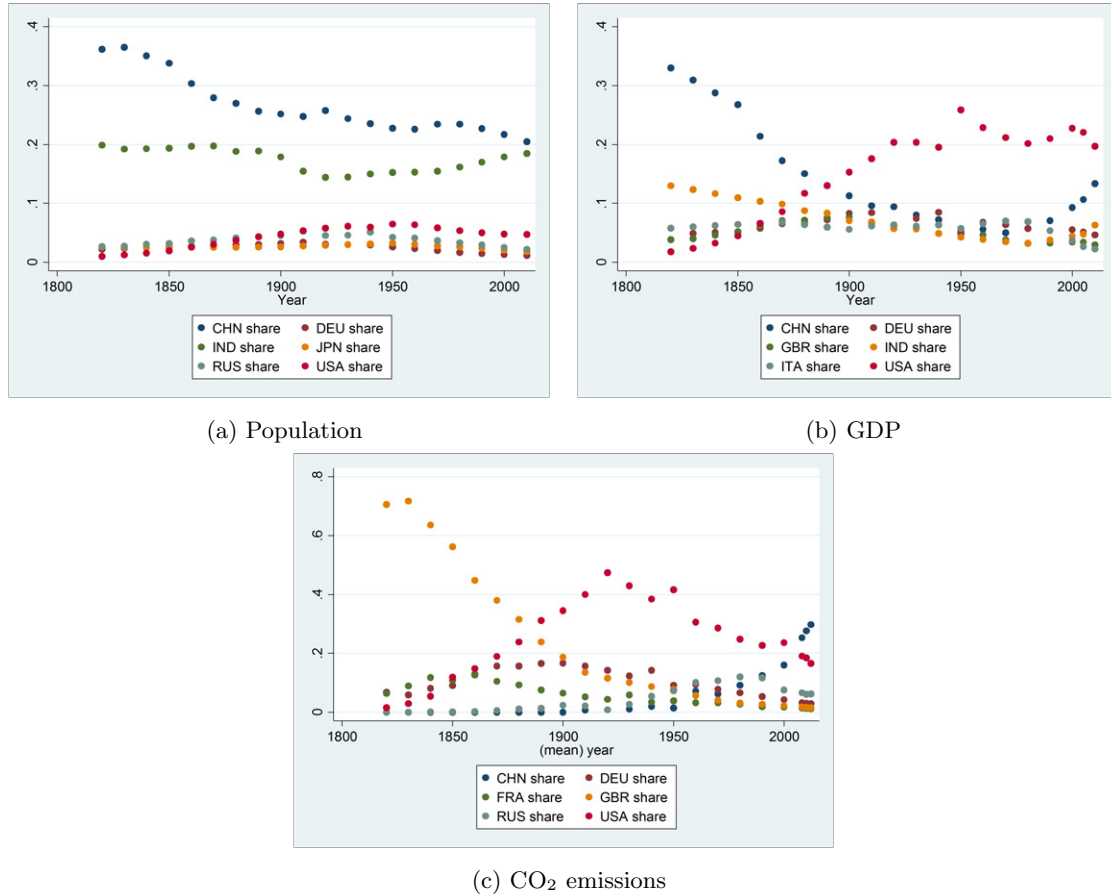 .4
.3
.2
.1
0
1800 1850 1900 1950 2000
Year
CHN share DEU share
IND share JPN share
RUS share USA share
(a) Population
.4
.3
.2
.1
0
1800 1850 1900 1950 2000
Year
CHN share DEU share
GBR share IND share
ITA share USA share
(b) GDP
.8
.6
.4
.2
0
1800 1850 1900 1950 2000
(mean) year
CHN share DEU share
FRA share GBR share
RUS share USA share
(c) CO₂ emissions